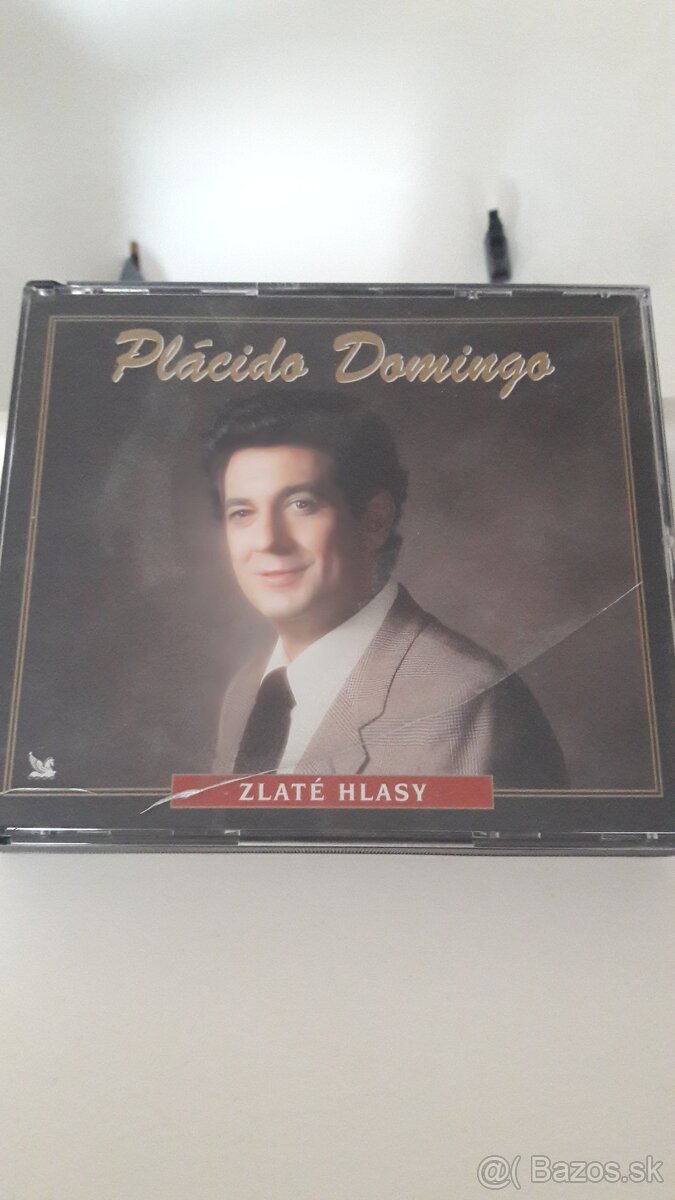 Plácido Domingo
ZLATÉ HLASY
@( Bazos.sk